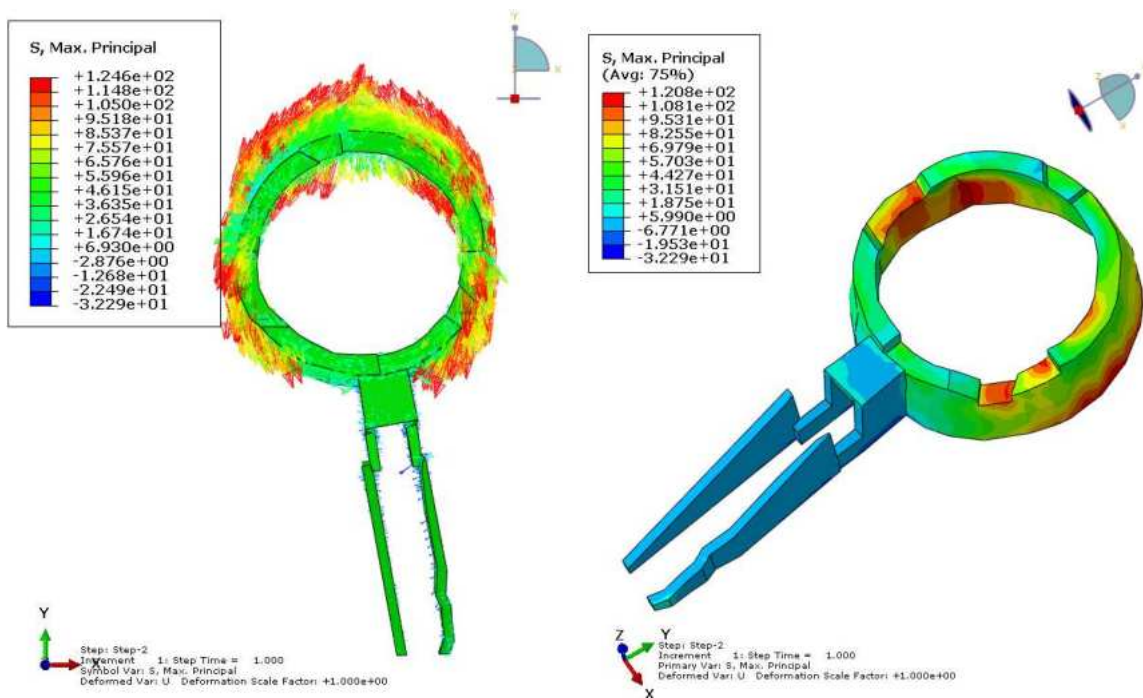 S, Max. Principal
+1.246e+02
+1.148e+02
+1.050e+02
+9.518e+01
+8.537e+01
+7.557e+01
+6.576e+01
+5.596e+01
+4.615e+01
+3.635e+01
+2.654e+01
+1.674e+01
+6.930e+00
-2.876e+00
-1.268e+01
-2.249e+01
-3.229e+01
Y
X
Y
X
Step: Step-2
Increment 1: Step Time = 1.000
Symbol Var: S, Max. Principal
Deformed Var: U Deformation Scale Factor: +1.000e+00
S, Max. Principal
(Avg: 75%)
+1.208e+02
+1.081e+02
+9.531e+01
+8.255e+01
+6.979e+01
+5.703e+01
+4.427e+01
+3.151e+01
+1.875e+01
+5.990e+00
-6.771e+00
-1.953e+01
-3.229e+01
Z
X
Z
Y
X
Step: Step-2
Increment 1: Step Time = 1.000
Primary Var: S, Max. Principal
Deformed Var: U Deformation Scale Factor: +1.000e+00